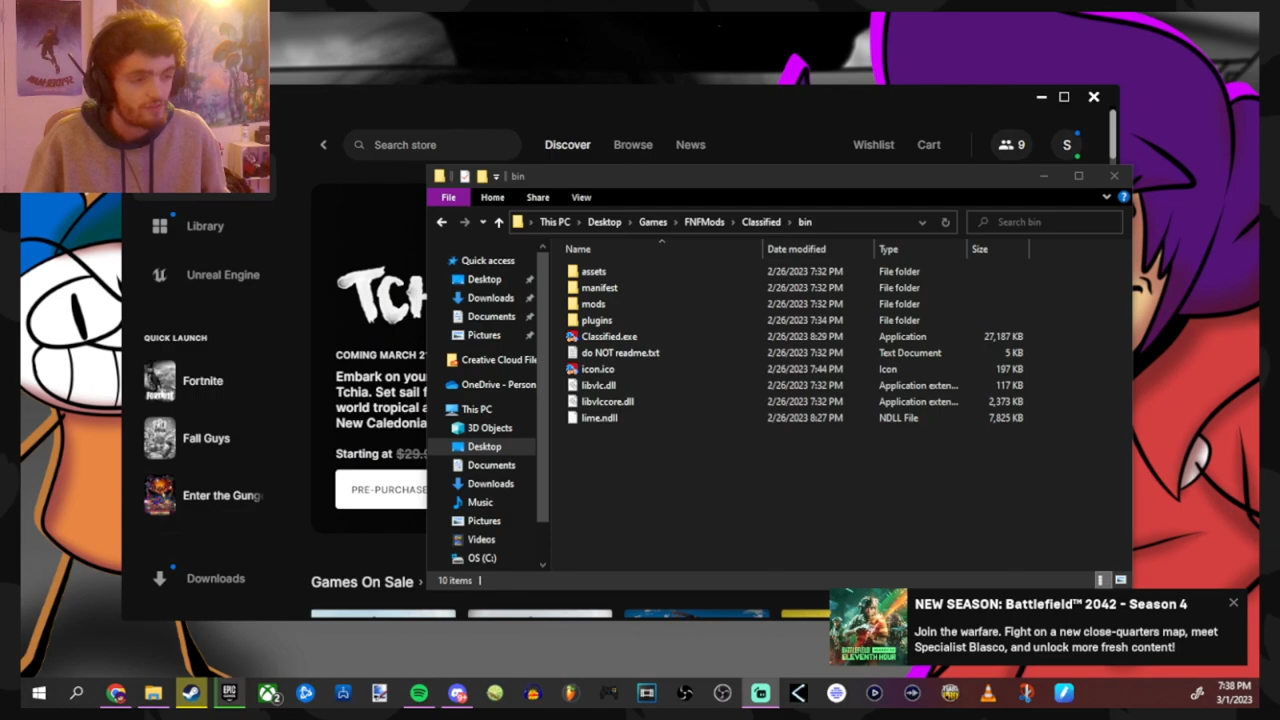 Search store
Discover
Browse
News
Wishlist
Cart
9
S
Library
Unreal Engine
QUICK LAUNCH
Fortnite
Fall Guys
Enter the Gung
Downloads
TCH
COMING MARCH 2
Embark on you
Tchia. Set sail f
world tropical a
New Caledonia
Starting at $29.9
PRE-PURCHASE
Games On Sale ›
bin
File
Home
Share
View
This PC › Desktop › Games › FNFMods › Classified › bin
Search bin
Quick access
Desktop
Downloads
Documents
Pictures
Creative Cloud File
OneDrive - Person
This PC
3D Objects
Desktop
Documents
Downloads
Music
Pictures
Videos
OS (C:)
Name Date modified Type Size
assets 2/26/2023 7:32 PM File folder
manifest 2/26/2023 7:32 PM File folder
mods 2/26/2023 7:32 PM File folder
plugins 2/26/2023 7:34 PM File folder
Classified.exe 2/26/2023 8:29 PM Application 27,187 KB
do NOT readme.txt 2/26/2023 7:32 PM Text Document 5 KB
icon.ico 2/26/2023 7:44 PM Icon 197 KB
libvlc.dll 2/26/2023 7:32 PM Application exten... 117 KB
libvlccore.dll 2/26/2023 7:32 PM Application exten... 2,373 KB
lime.ndll 2/26/2023 8:27 PM NDLL File 7,825 KB
10 items
NEW SEASON: Battlefield™ 2042 - Season 4
Join the warfare. Fight on a new close-quarters map, meet
Specialist Blasco, and unlock more fresh content!
ELEVENTH HOUR
EPIC
GAMES
2
7:38 PM
3/1/2023